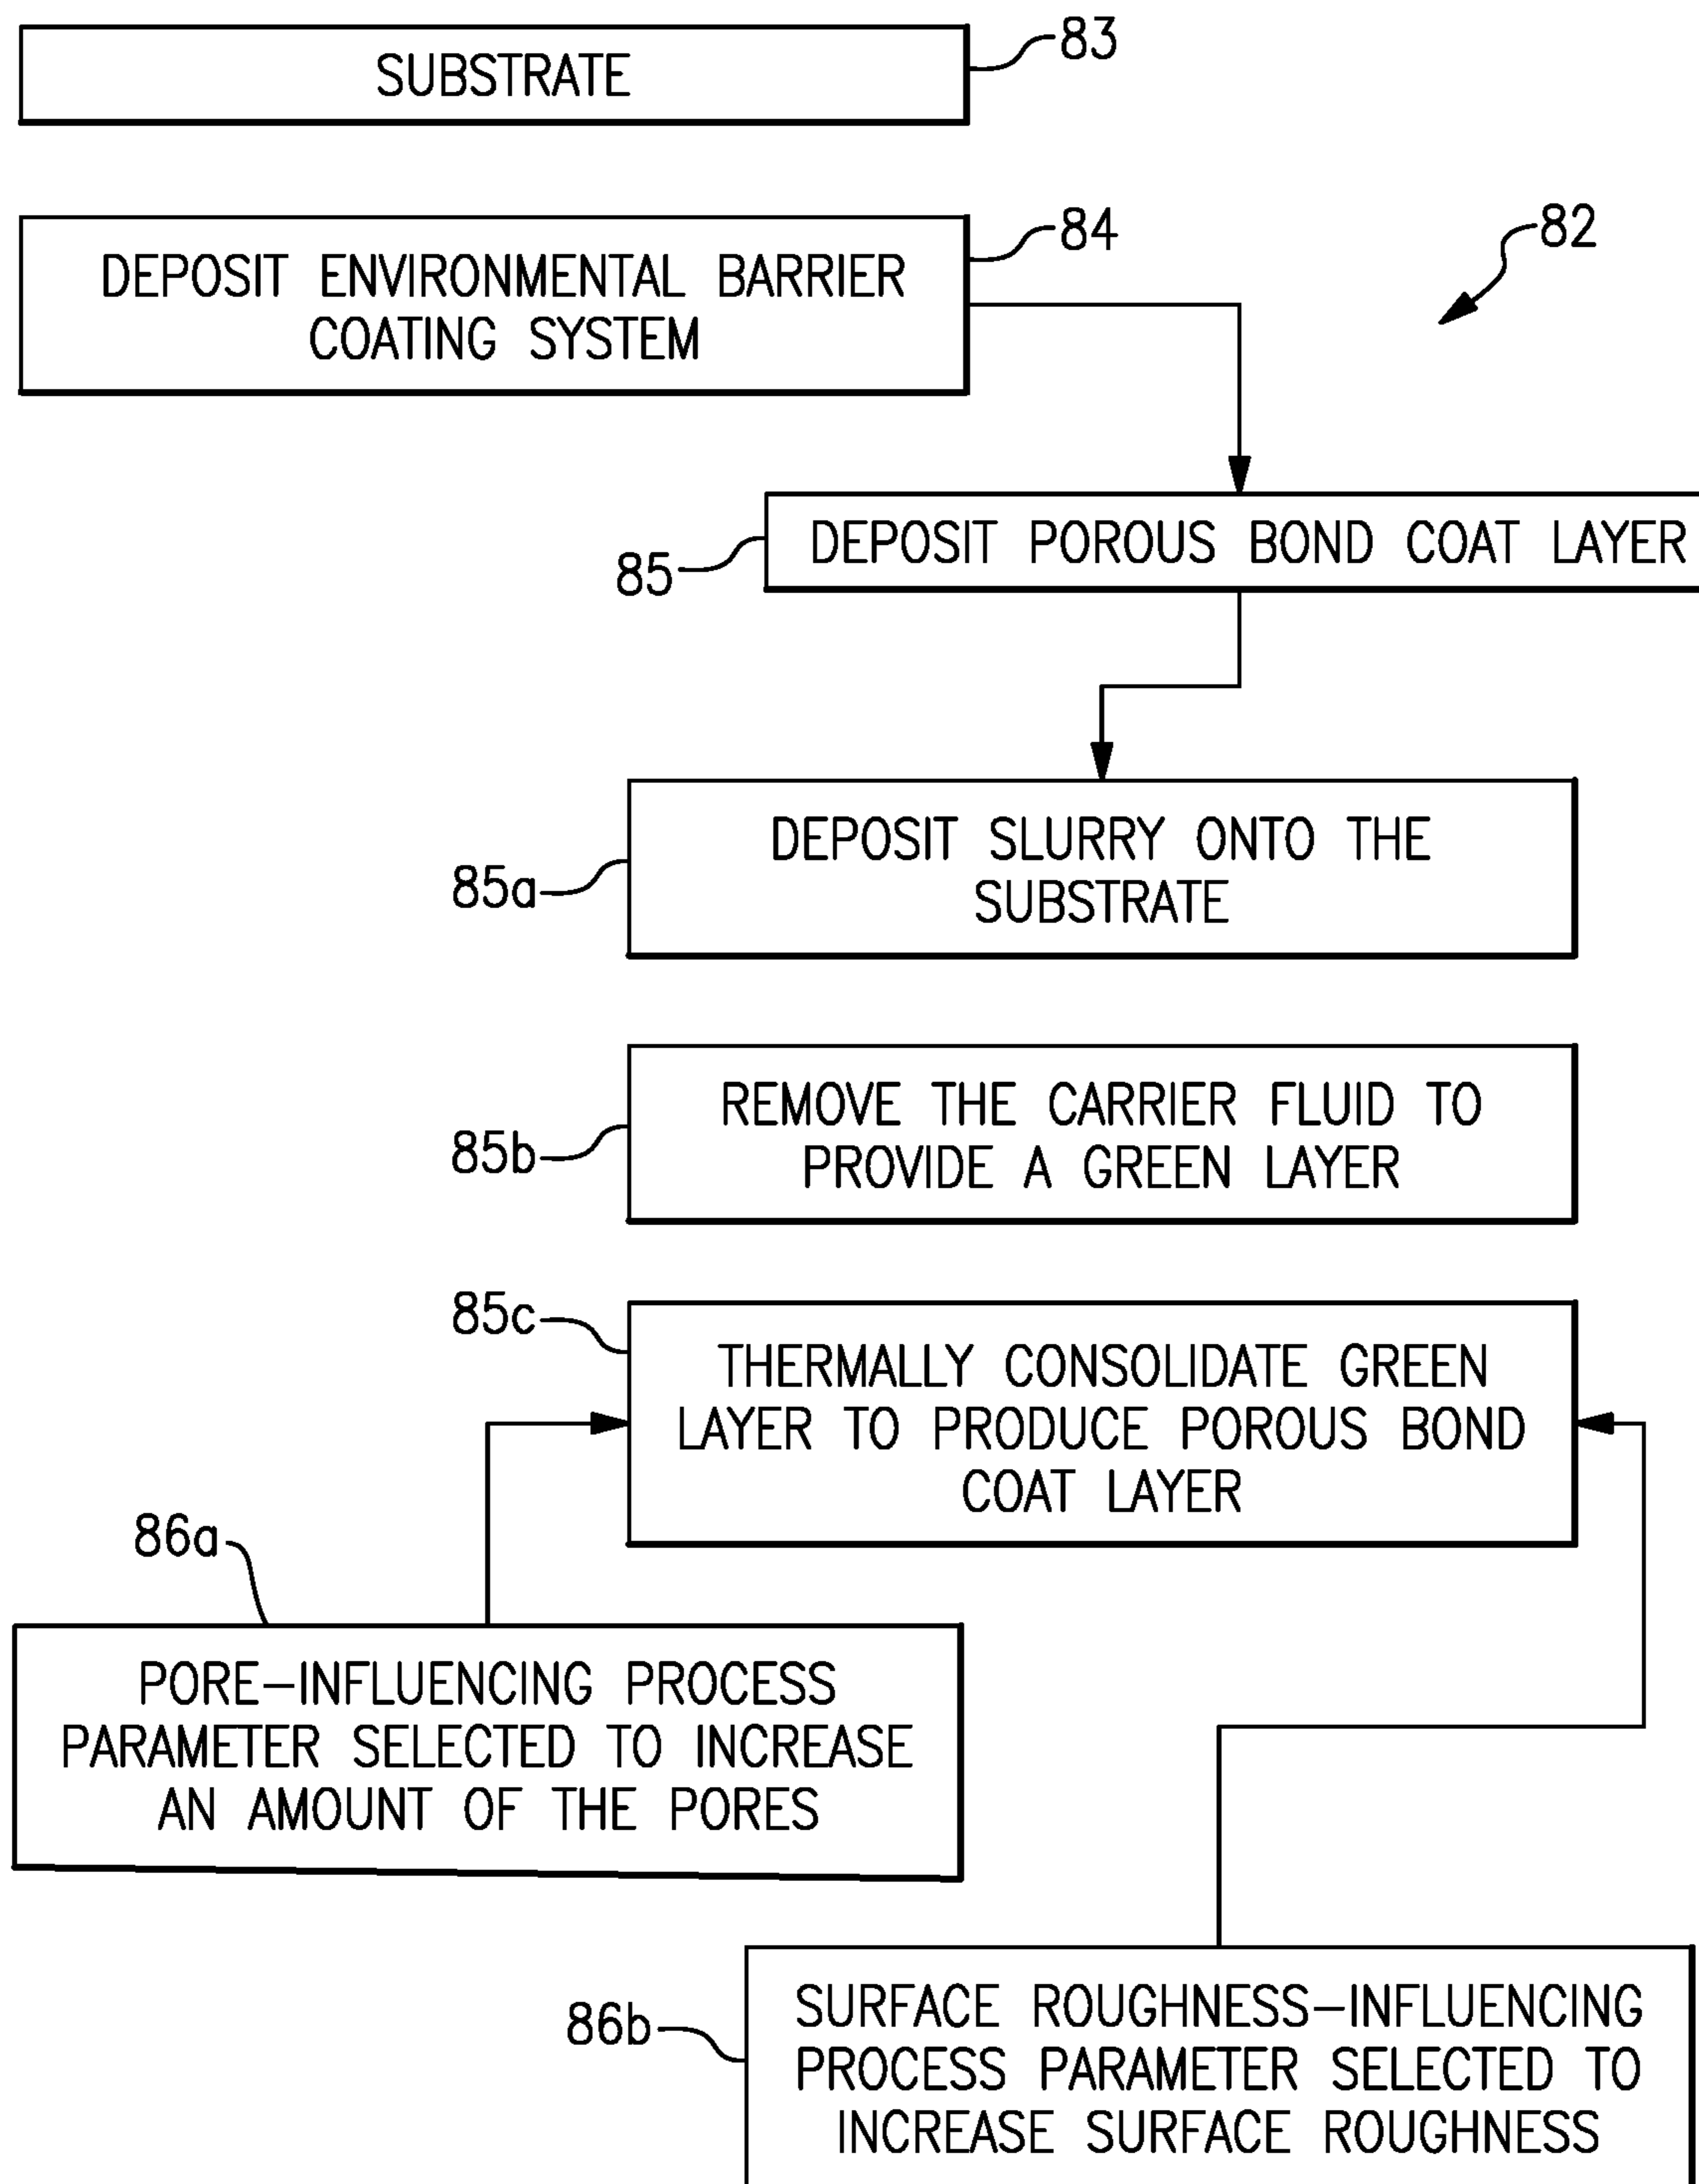 SUBSTRATE
83
DEPOSIT ENVIRONMENTAL BARRIER
COATING SYSTEM
84
82
DEPOSIT POROUS BOND COAT LAYER
85
DEPOSIT SLURRY ONTO THE
SUBSTRATE
85a
REMOVE THE CARRIER FLUID TO
PROVIDE A GREEN LAYER
85b
85c
THERMALLY CONSOLIDATE GREEN
LAYER TO PRODUCE POROUS BOND
COAT LAYER
86a
PORE-INFLUENCING PROCESS
PARAMETER SELECTED TO INCREASE
AN AMOUNT OF THE PORES
86b
SURFACE ROUGHNESS-INFLUENCING
PROCESS PARAMETER SELECTED TO
INCREASE SURFACE ROUGHNESS